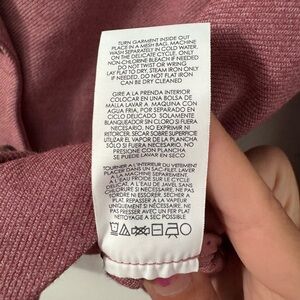 TURN GARMENT INSIDE OUT
PLACE IN A MESH BAG, MACHINE
WASH SEPARATELY IN COLD WATER,
ON THE DELICATE CYCLE. ONLY
NON-CHLORINE BLEACH IF NEEDED
DO NOT TWIST OR WRING
LAY FLAT TO DRY, STEAM IRON ONLY
IF NEEDED. DO NOT FLAT IRON
CAN BE DRY CLEANED
GIRE A LA PRENDA INTERIOR
COLOCAR EN UNA BOLSA DE
MALLA LAVAR A MAQUINA CON
AGUA FRIA, POR SEPARADO EN
CICLO DELICADO SOLAMENTE
BLANQUEADOR SIN CLORO SI FUERA
NECESARIO, NO EXPRIMIR NI
RETORCER, SECAR SOBRE SUPERFICIE
UTILIZAR EL VAPOR DE LA PLANCHA
SÓLO SI FUERA NECESARIO, NO
PRESIONE CON PLANCHA
SE PUEDE LAVAR EN SECO
TOURNER A L'INTERIEUR DU VETEMENT
PLACER DANS UN SAC-FILET, LAVER
A LA MACHINE SEPAREMENT,
A L'EAU FROIDE SUR LE CYCLE
DELICAT, A L'EAU DE JAVEL SANS
CHLORE SI NECESSAIRE, NE PAS TORDRE
NI ESSORER, SECHER A
PLAT, REPASSER A LA VAPEUR
UNIQUEMENT SI NECESSAIRE, NE
PAS PRESSER AVEC UN FER PLAT
NETTOYAGE A SEC POSSIBLE